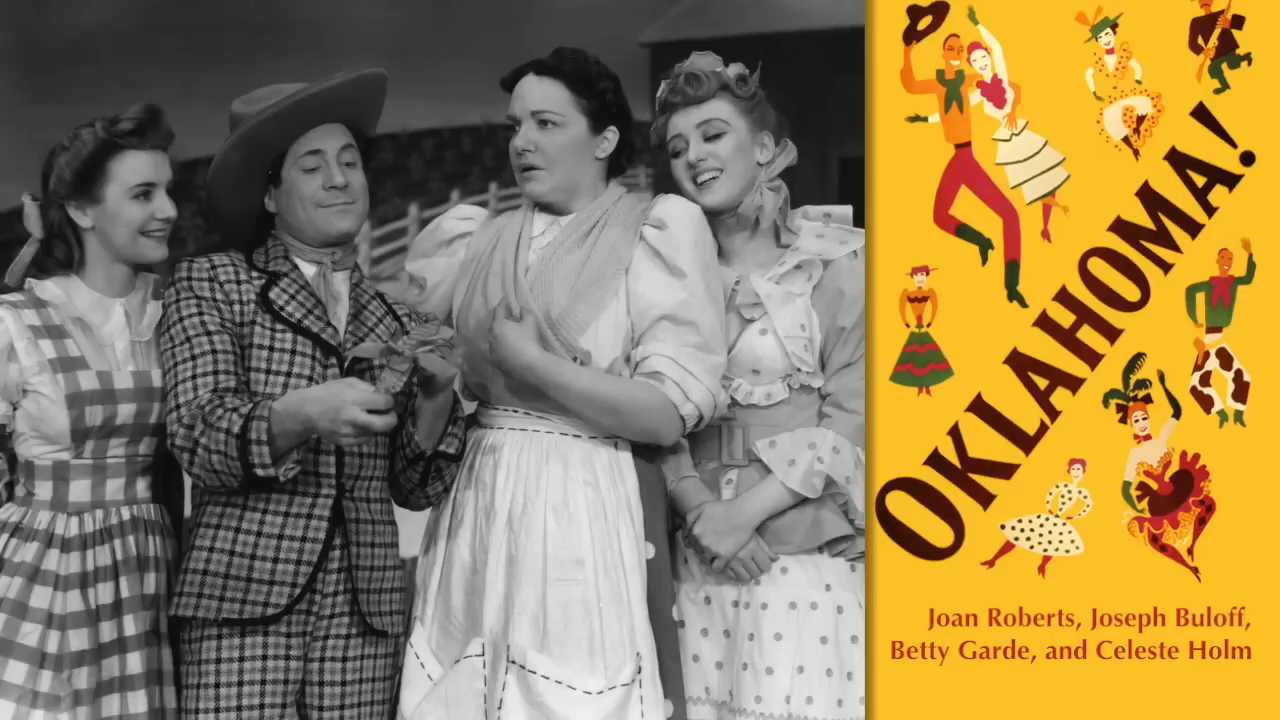 OKLAHOMA!
Joan Roberts, Joseph Buloff,
Betty Garde, and Celeste Holm